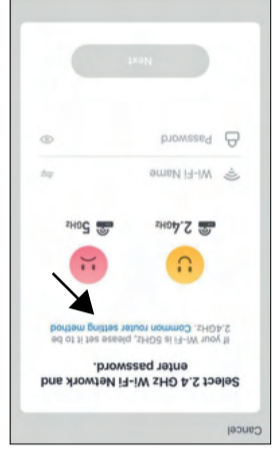 Cancel
Select 2.4 GHz Wi-Fi Network and
enter password.
If your Wi-Fi is 5GHz, please set it to be
2.4GHz. Common router setting method
2.4GHz 5GHz
Wi-Fi Name
Password
Next